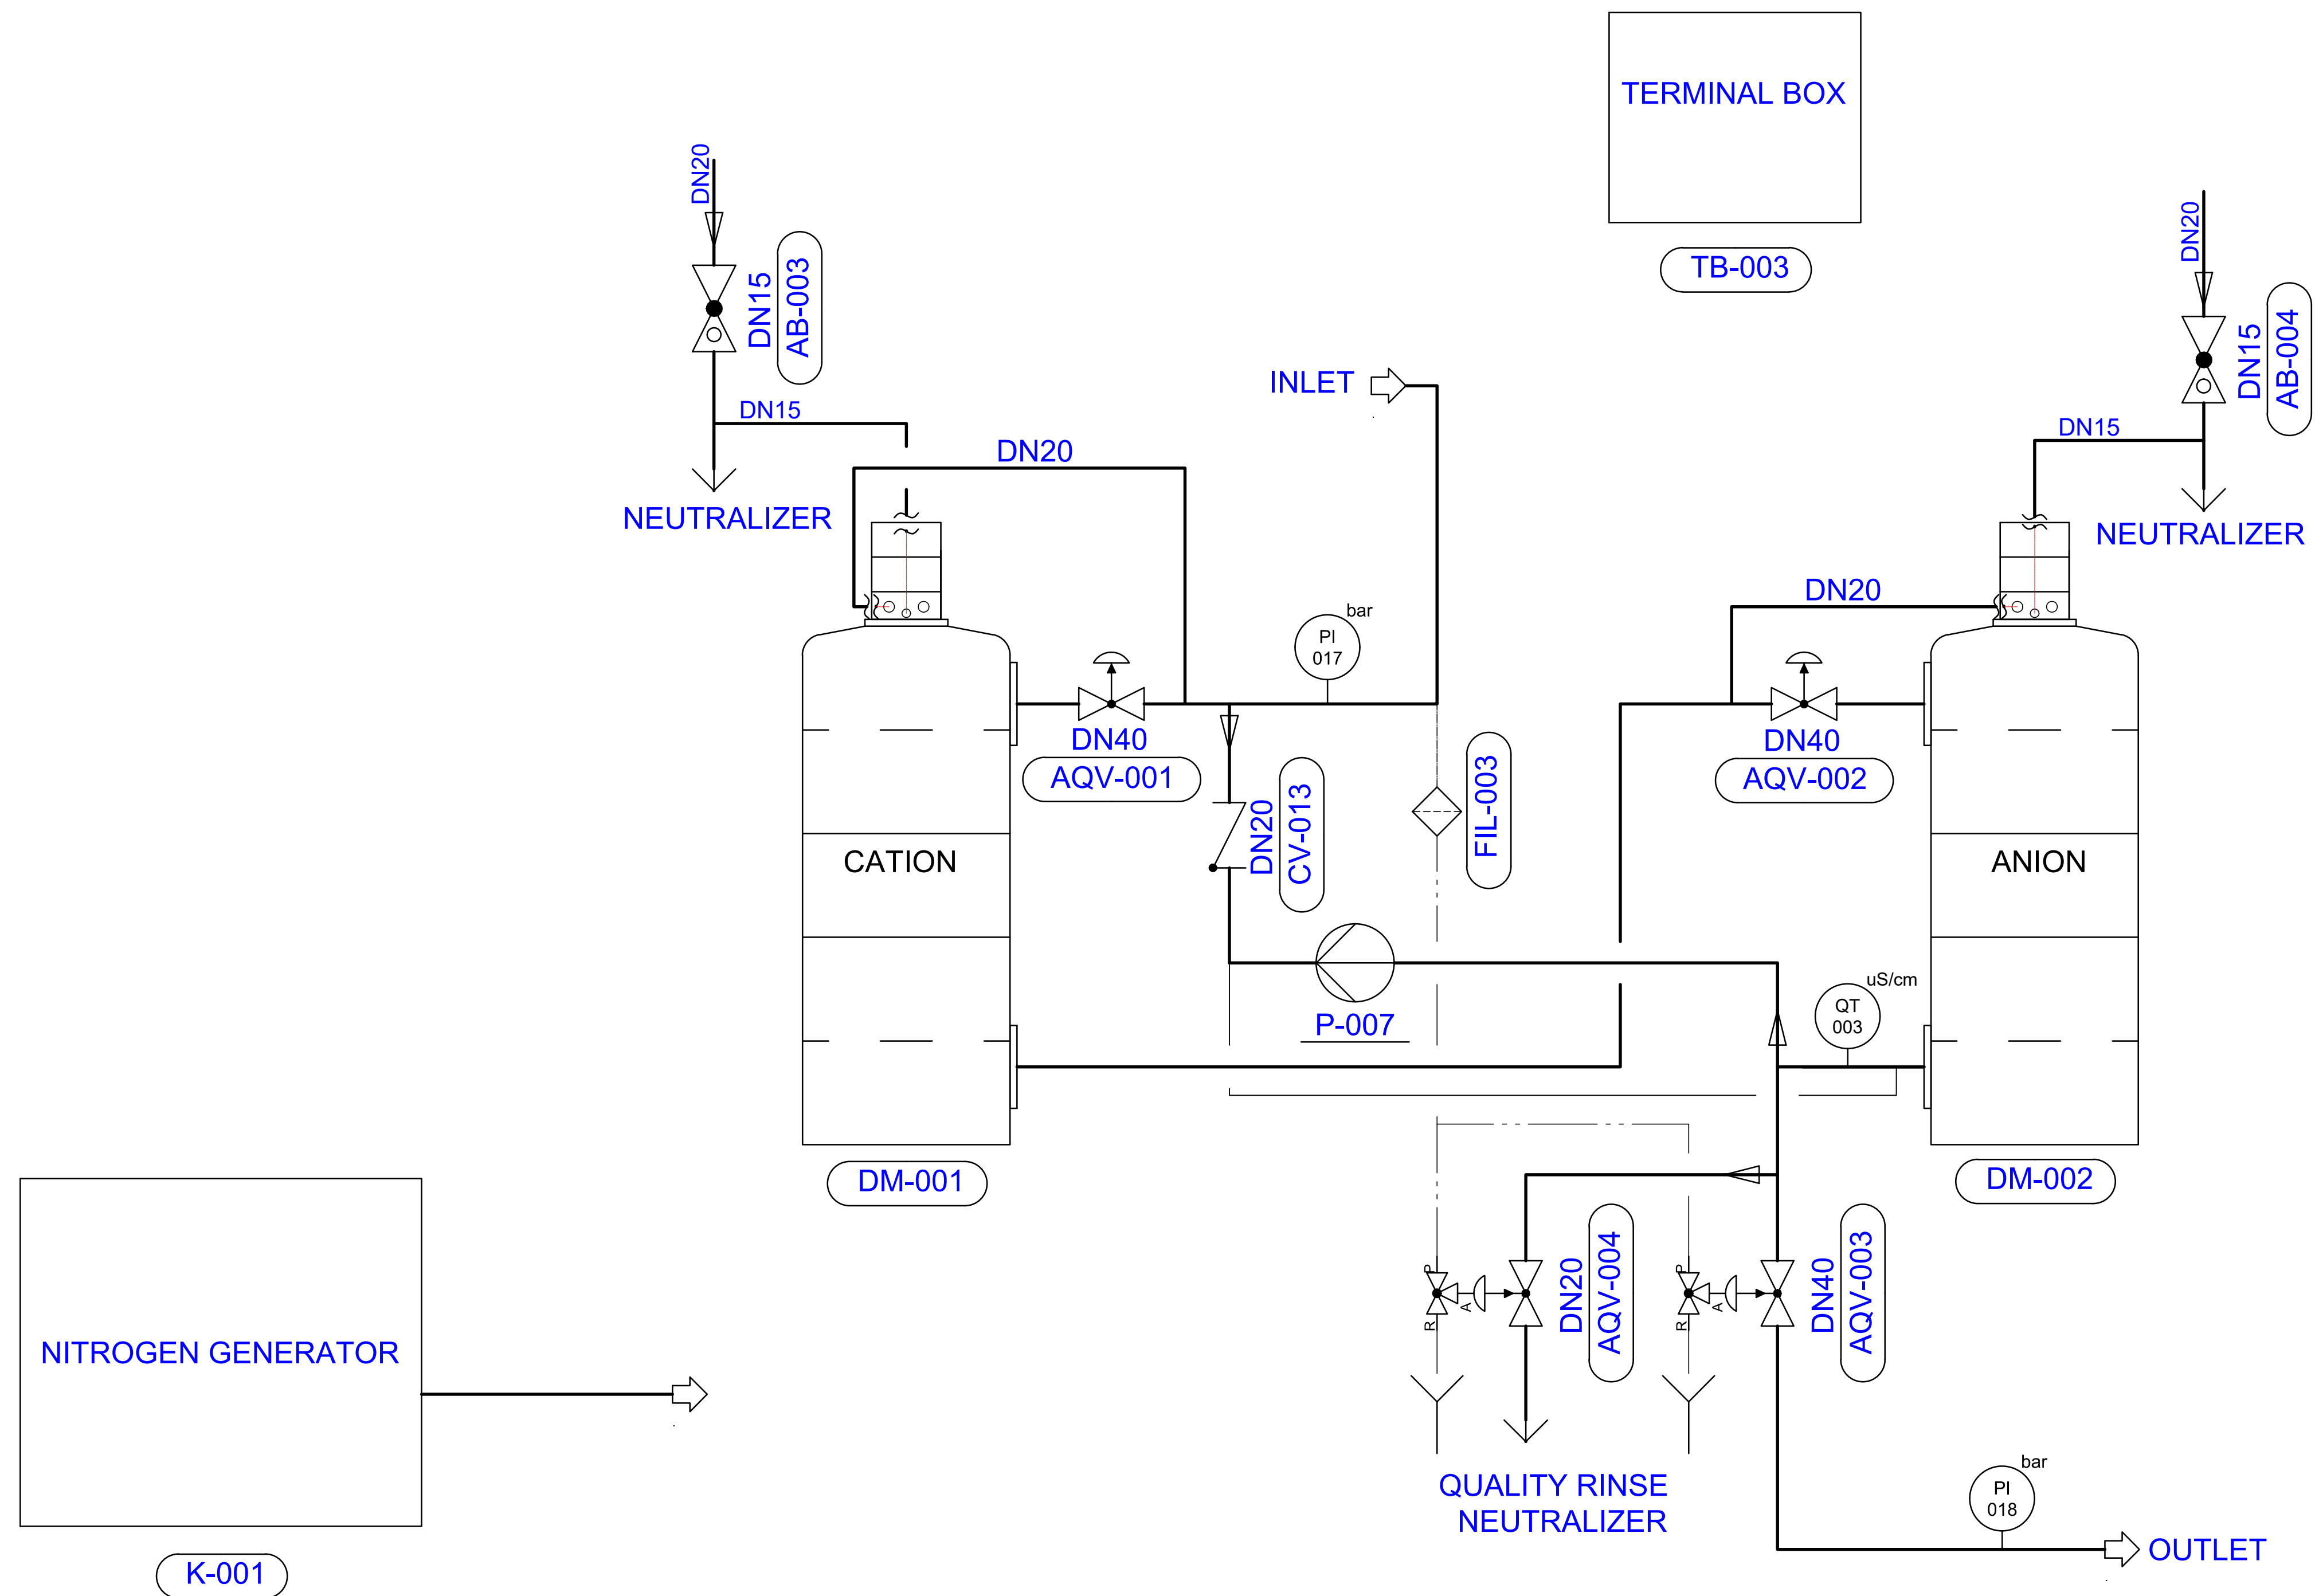 TERMINAL BOX
TB-003
DN20
DN15
AB-003
DN15
NEUTRALIZER
DN20
INLET
DN20
DN15
AB-004
DN15
NEUTRALIZER
DN20
bar
PI
017
DN40
AQV-001
DN20
CV-013
FIL-003
DN40
AQV-002
CATION
ANION
P-007
uS/cm
QT
003
DM-001
DM-002
NITROGEN GENERATOR
K-001
P
A
R
DN20
AQV-004
P
A
R
DN40
AQV-003
QUALITY RINSE
NEUTRALIZER
bar
PI
018
OUTLET